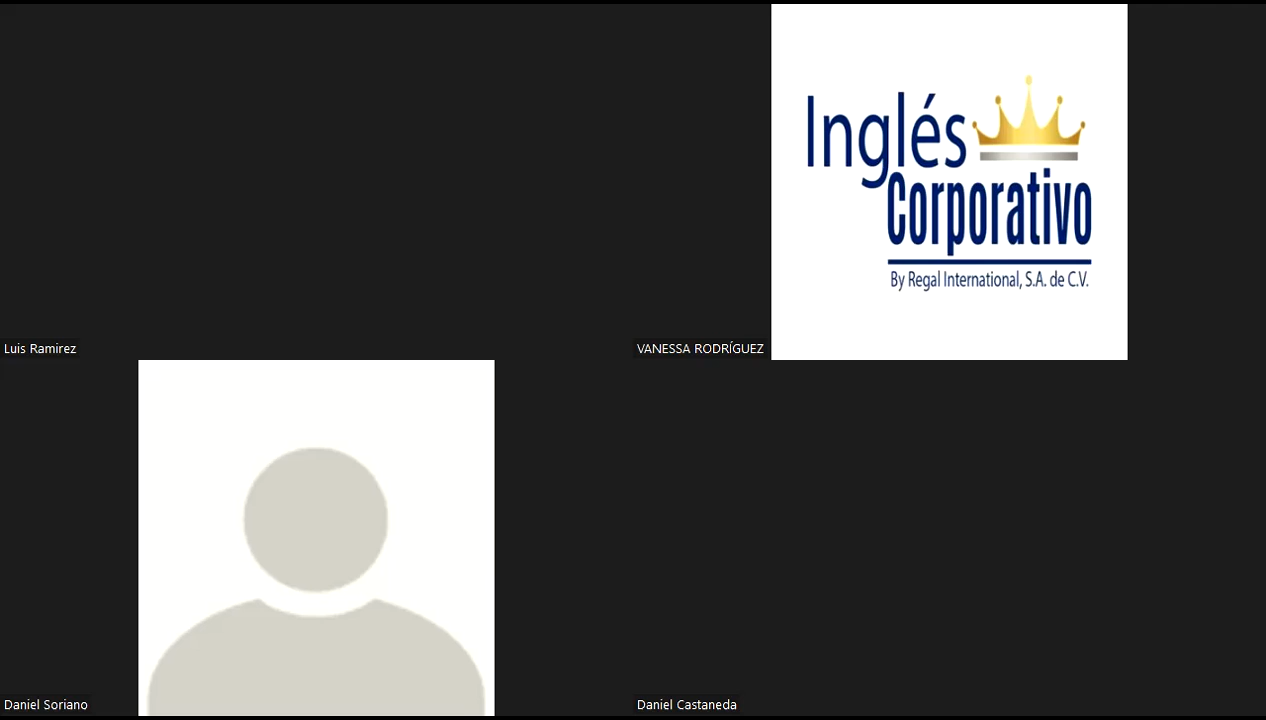 Inglés
Corporativo
By Regal International, S.A. de C.V.
Luis Ramirez
VANESSA RODRÍGUEZ
Daniel Soriano
Daniel Castaneda